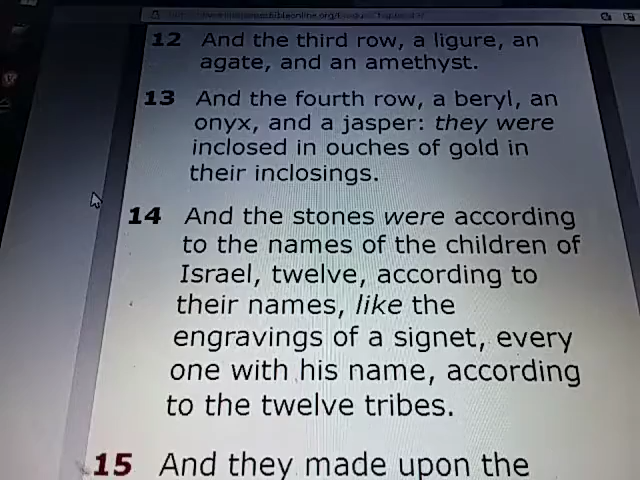 12 And the third row, a ligure, an
agate, and an amethyst.
13 And the fourth row, a beryl, an
onyx, and a jasper: they were
inclosed in ouches of gold in
their inclosings.
14 And the stones were according
to the names of the children of
Israel, twelve, according to
their names, like the
engravings of a signet, every
one with his name, according
to the twelve tribes.
15 And they made upon the